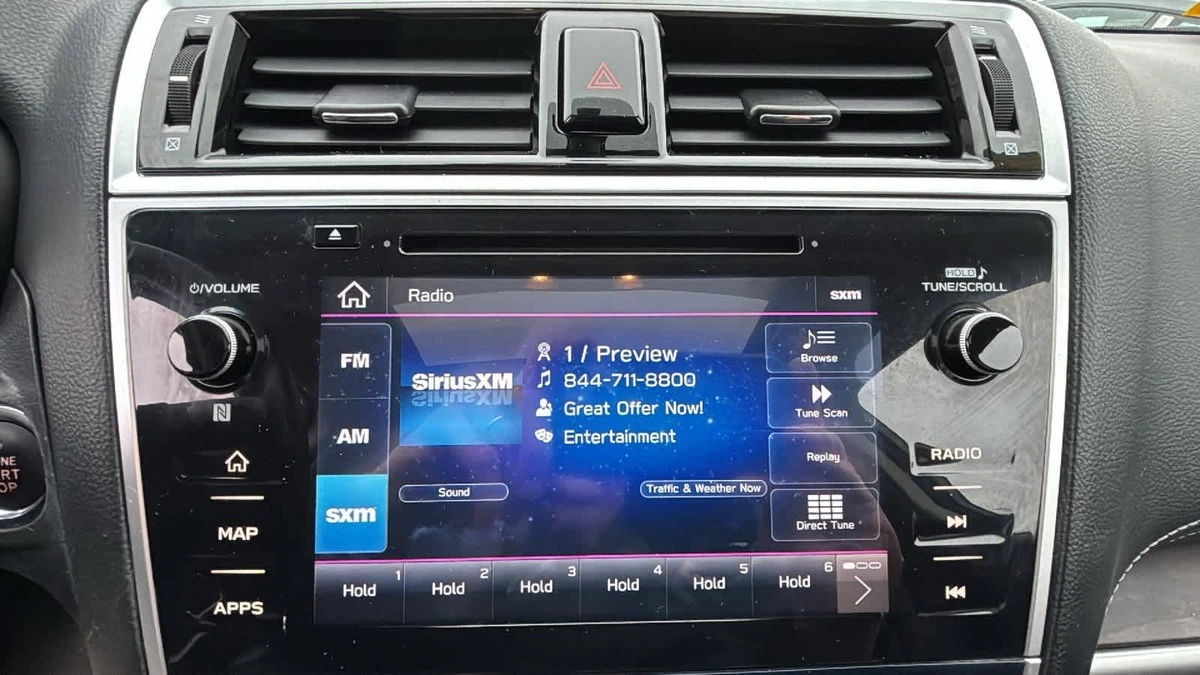 HOLD
VOLUME
TUNE/SCROLL
Radio
sxm
FM
SiriusXM
1 / Preview
844-711-8800
Great Offer Now!
Entertainment
Browse
Tune Scan
AM
Replay
RADIO
sxm
Sound
Traffic & Weather Now
Direct Tune
MAP
1
2
3
4
5
6
Hold
Hold
Hold
Hold
Hold
Hold
APPS